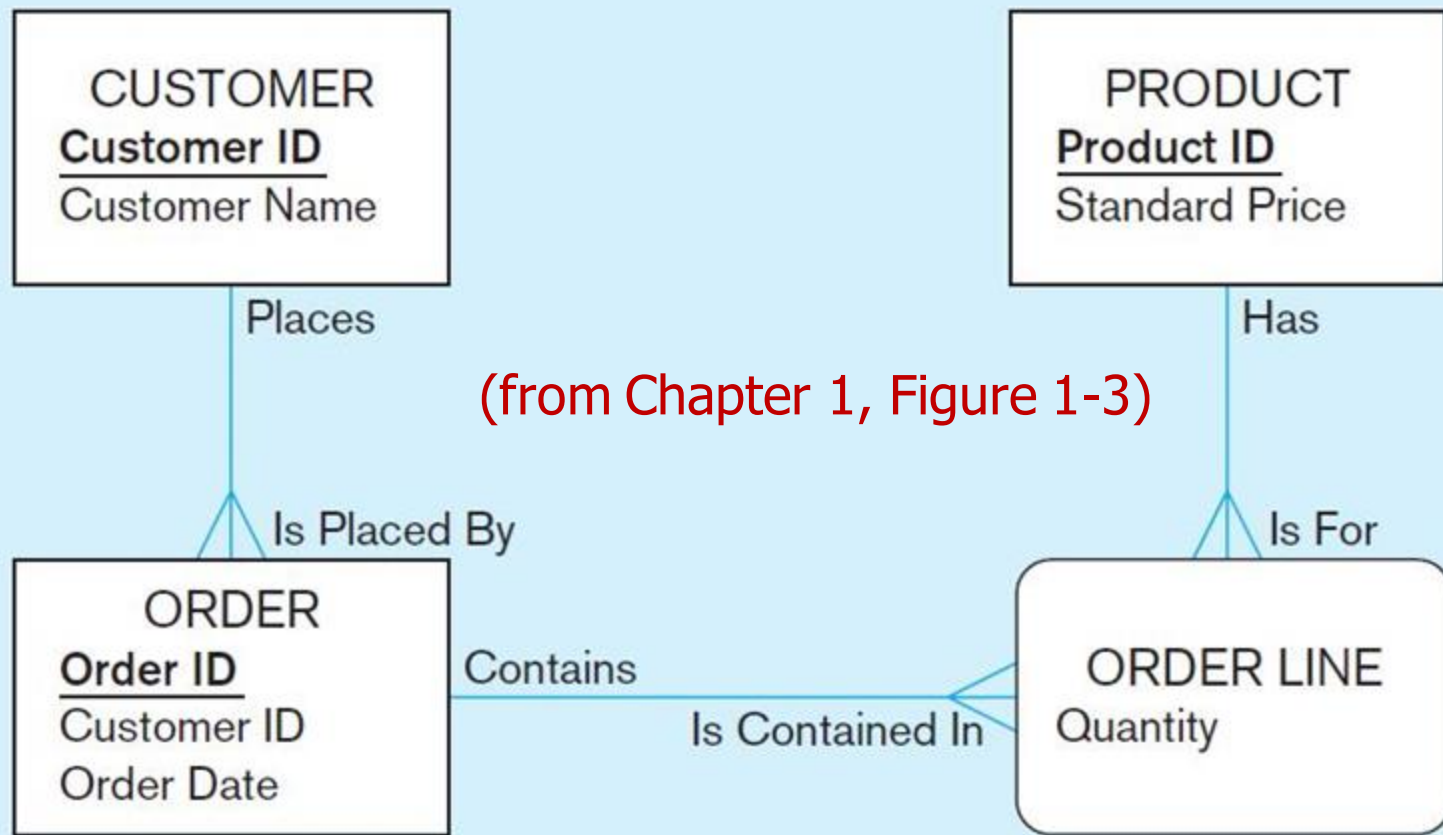 CUSTOMER
Customer ID
Customer Name
PRODUCT
Product ID
Standard Price
Places
Has
(from Chapter 1, Figure 1-3)
Is Placed By
Is For
ORDER
Order ID
Customer ID
Order Date
Contains
Is Contained In
ORDER LINE
Quantity